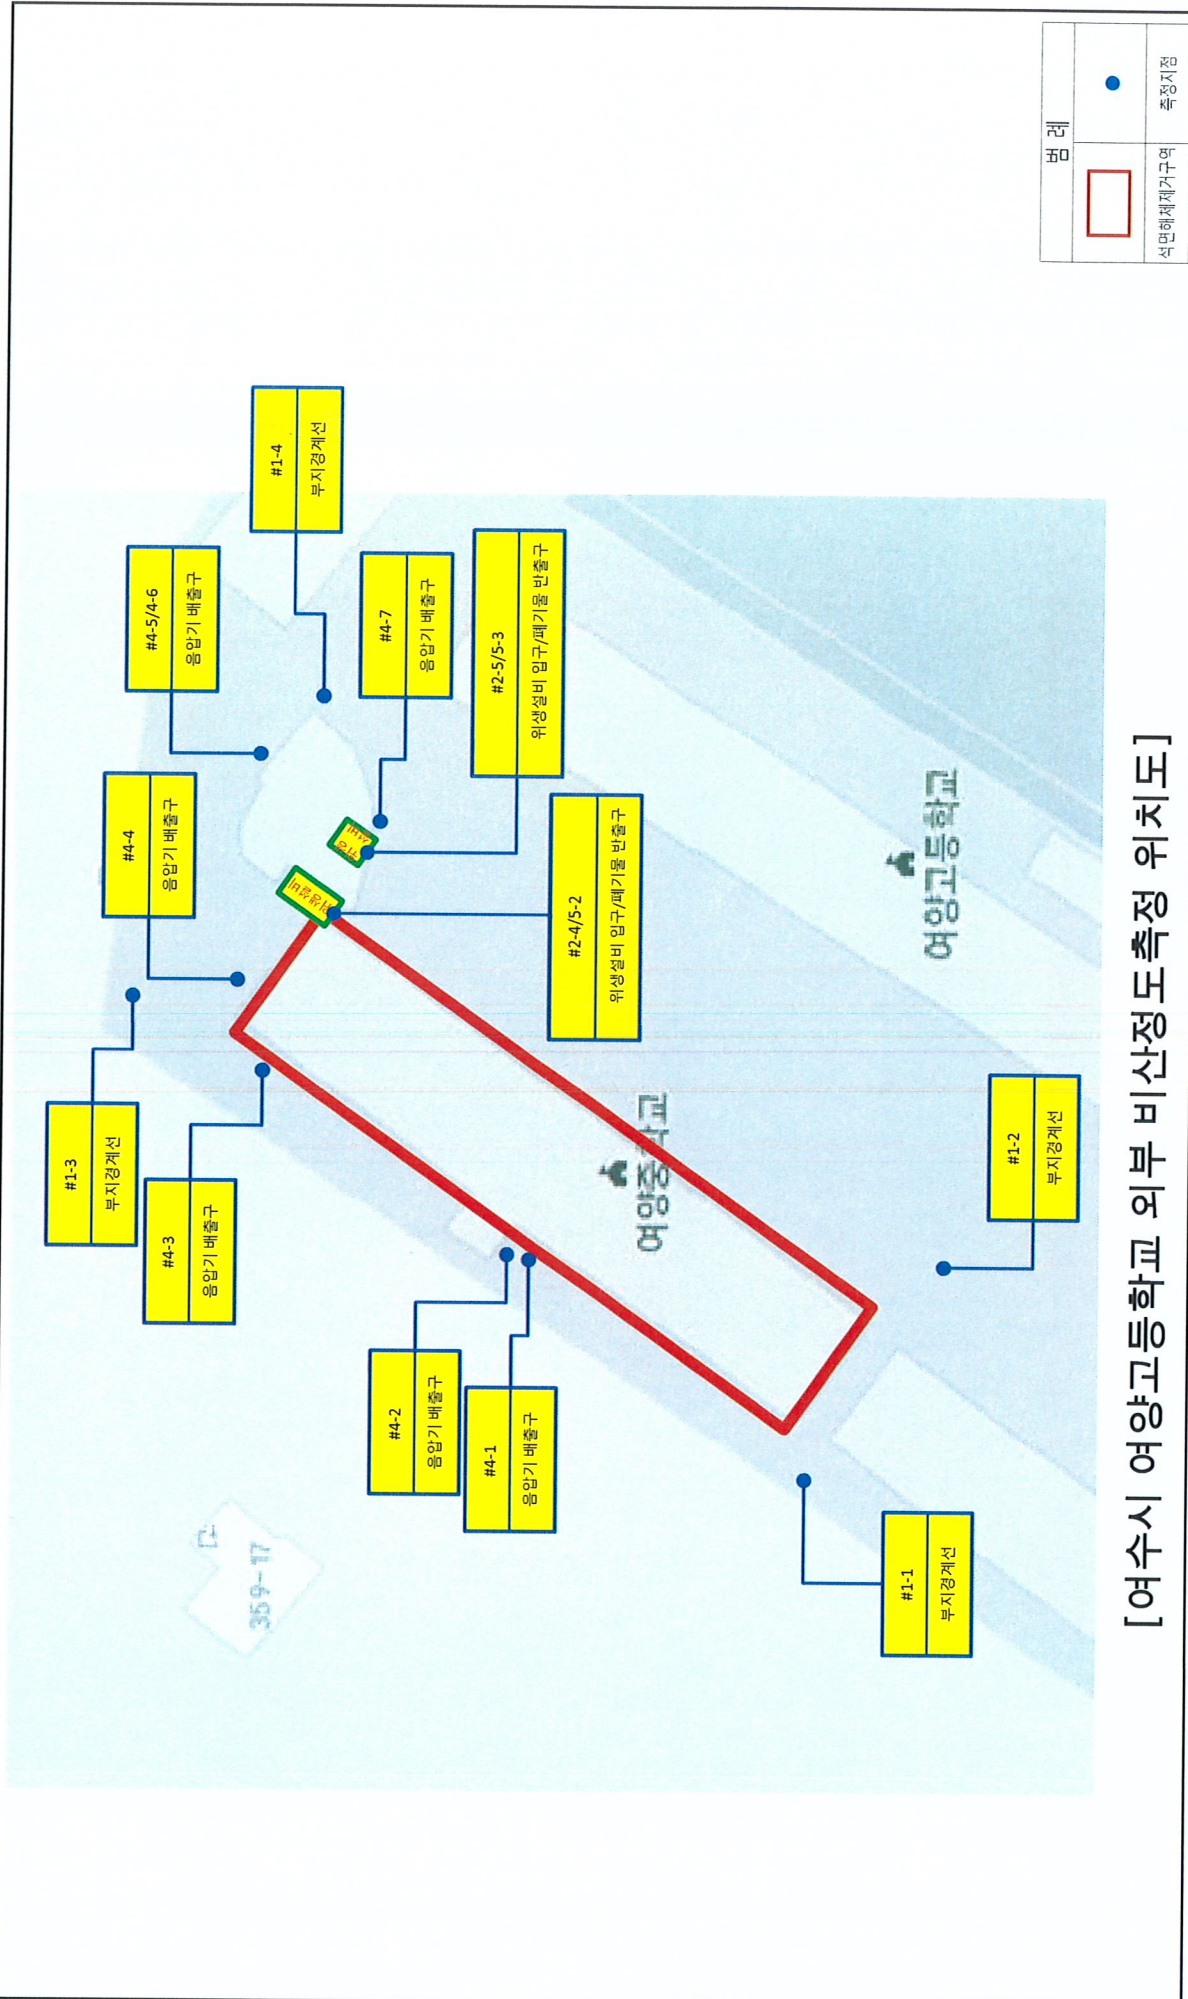 범 례
석면해체제거구역
측정지점
#1-4
부지경계선
#4-5/4-6
음압기 배출구
#4-7
음압기 배출구
#2-5/5-3
위생설비 입구/폐기물 반출구
#4-4
음압기 배출구
#2-4/5-2
위생설비 입구/폐기물 반출구
#1-3
부지경계선
#4-3
음압기 배출구
#4-2
음압기 배출구
#4-1
음압기 배출구
#1-2
부지경계선
#1-1
부지경계선
여양중학교
여양고등학교
359-17
[여수시 여양고등학교 외부 비산정도측정 위치도]